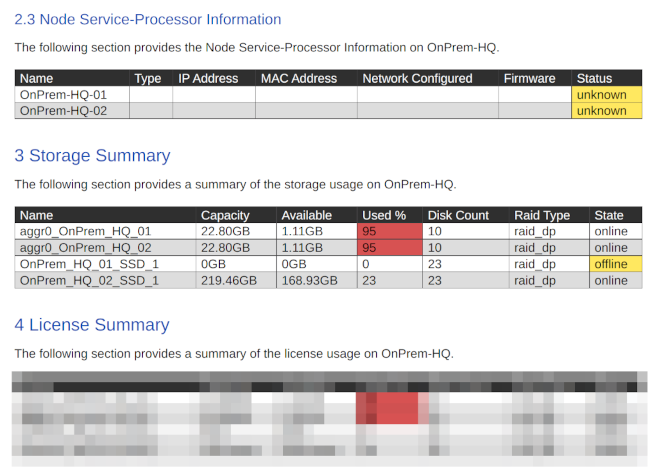 2.3 Node Service-Processor Information
The following section provides the Node Service-Processor Information on OnPrem-HQ.
Name Type IP Address MAC Address Network Configured Firmware Status
OnPrem-HQ-01 unknown
OnPrem-HQ-02 unknown
3 Storage Summary
The following section provides a summary of the storage usage on OnPrem-HQ.
Name Capacity Available Used % Disk Count Raid Type State
aggr0_OnPrem_HQ_01 22.80GB 1.11GB 95 10 raid_dp online
aggr0_OnPrem_HQ_02 22.80GB 1.11GB 95 10 raid_dp online
OnPrem_HQ_01_SSD_1 0GB 0GB 0 23 raid_dp offline
OnPrem_HQ_02_SSD_1 219.46GB 168.93GB 23 23 raid_dp online
4 License Summary
The following section provides a summary of the license usage on OnPrem-HQ.